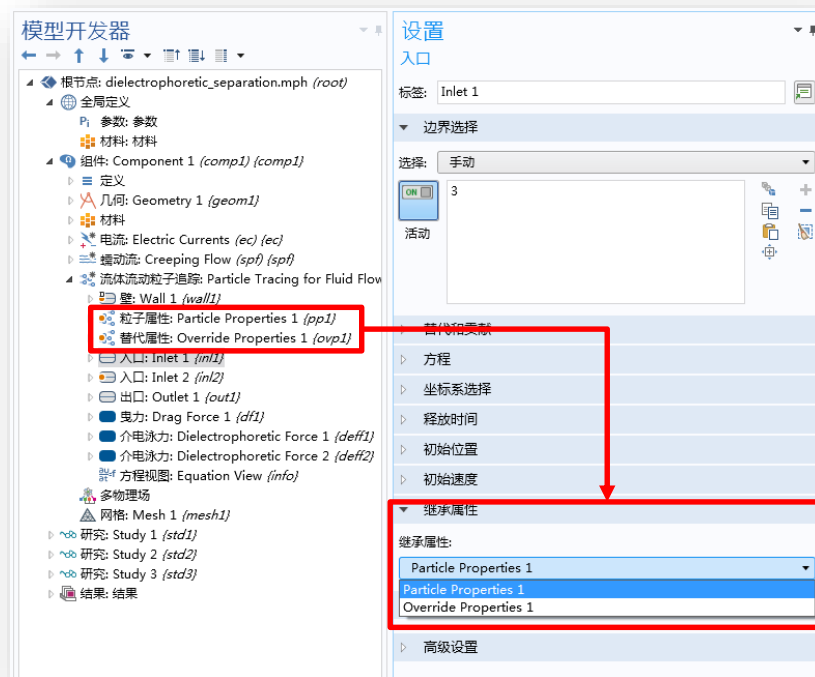 模型开发器
根节点: dielectrophoretic_separation.mph (root)
全局定义
Pi 参数: 参数
材料: 材料
组件: Component 1 (comp1) {comp1}
定义
几何: Geometry 1 {geom1}
材料
电流: Electric Currents (ec) {ec}
蠕动流: Creeping Flow (spf) {spf}
流体流动粒子追踪: Particle Tracing for Fluid Flow
壁: Wall 1 {wall1}
粒子属性: Particle Properties 1 {pp1}
替代属性: Override Properties 1 {ovp1}
入口: Inlet 1 {inl1}
入口: Inlet 2 {inl2}
出口: Outlet 1 {out1}
曳力: Drag Force 1 {df1}
介电泳力: Dielectrophoretic Force 1 {deff1}
介电泳力: Dielectrophoretic Force 2 {deff2}
方程视图: Equation View {info}
多物理场
网格: Mesh 1 {mesh1}
研究: Study 1 {std1}
研究: Study 2 {std2}
研究: Study 3 {std3}
结果: 结果
设置
入口
标签: Inlet 1
边界选择
选择: 手动
ON
3
活动
替代和贡献
方程
坐标系选择
释放时间
初始位置
初始速度
继承属性
继承属性:
Particle Properties 1
Particle Properties 1
Override Properties 1
高级设置